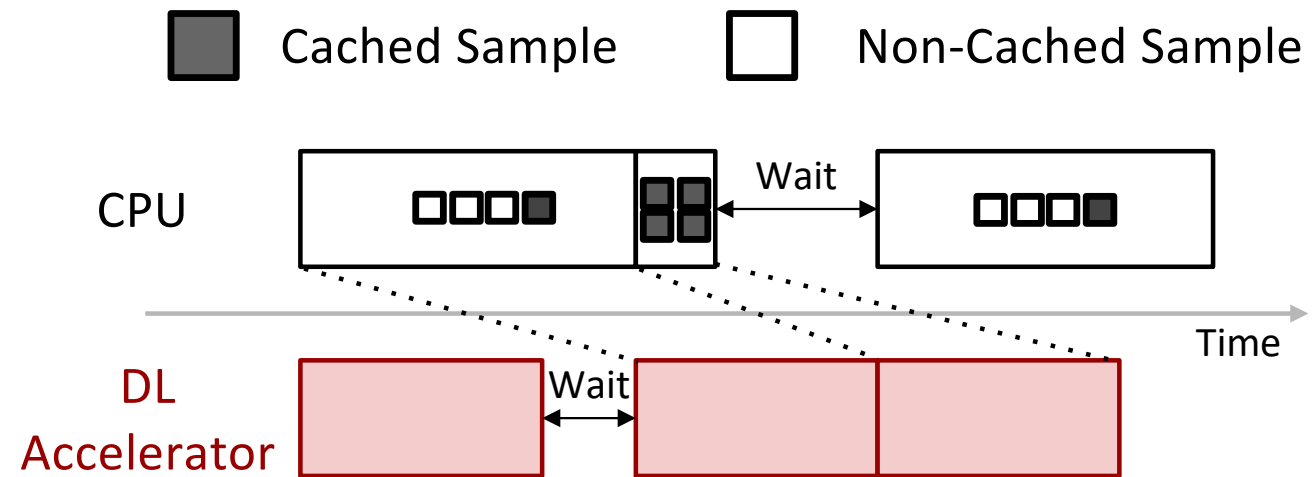 Cached Sample
Non-Cached Sample
CPU
Wait
Time
DL
Accelerator
Wait